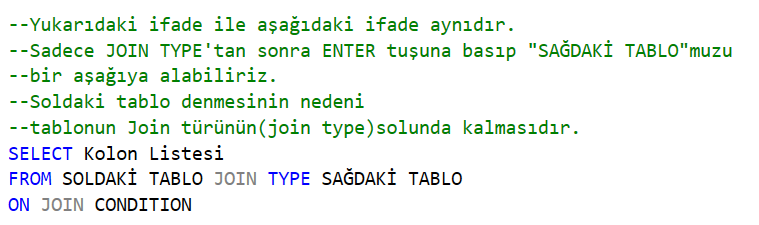 --Yukarıdaki ifade ile aşağıdaki ifade aynıdır.
--Sadece JOIN TYPE'tan sonra ENTER tuşuna basıp "SAĞDAKİ TABLO"muzu
--bir aşağıya alabiliriz.
--Soldaki tablo denmesinin nedeni
--tablonun Join türünün(join type)solunda kalmasıdır.
SELECT Kolon Listesi
FROM SOLDAKİ TABLO JOIN TYPE SAĞDAKİ TABLO
ON JOIN CONDITION